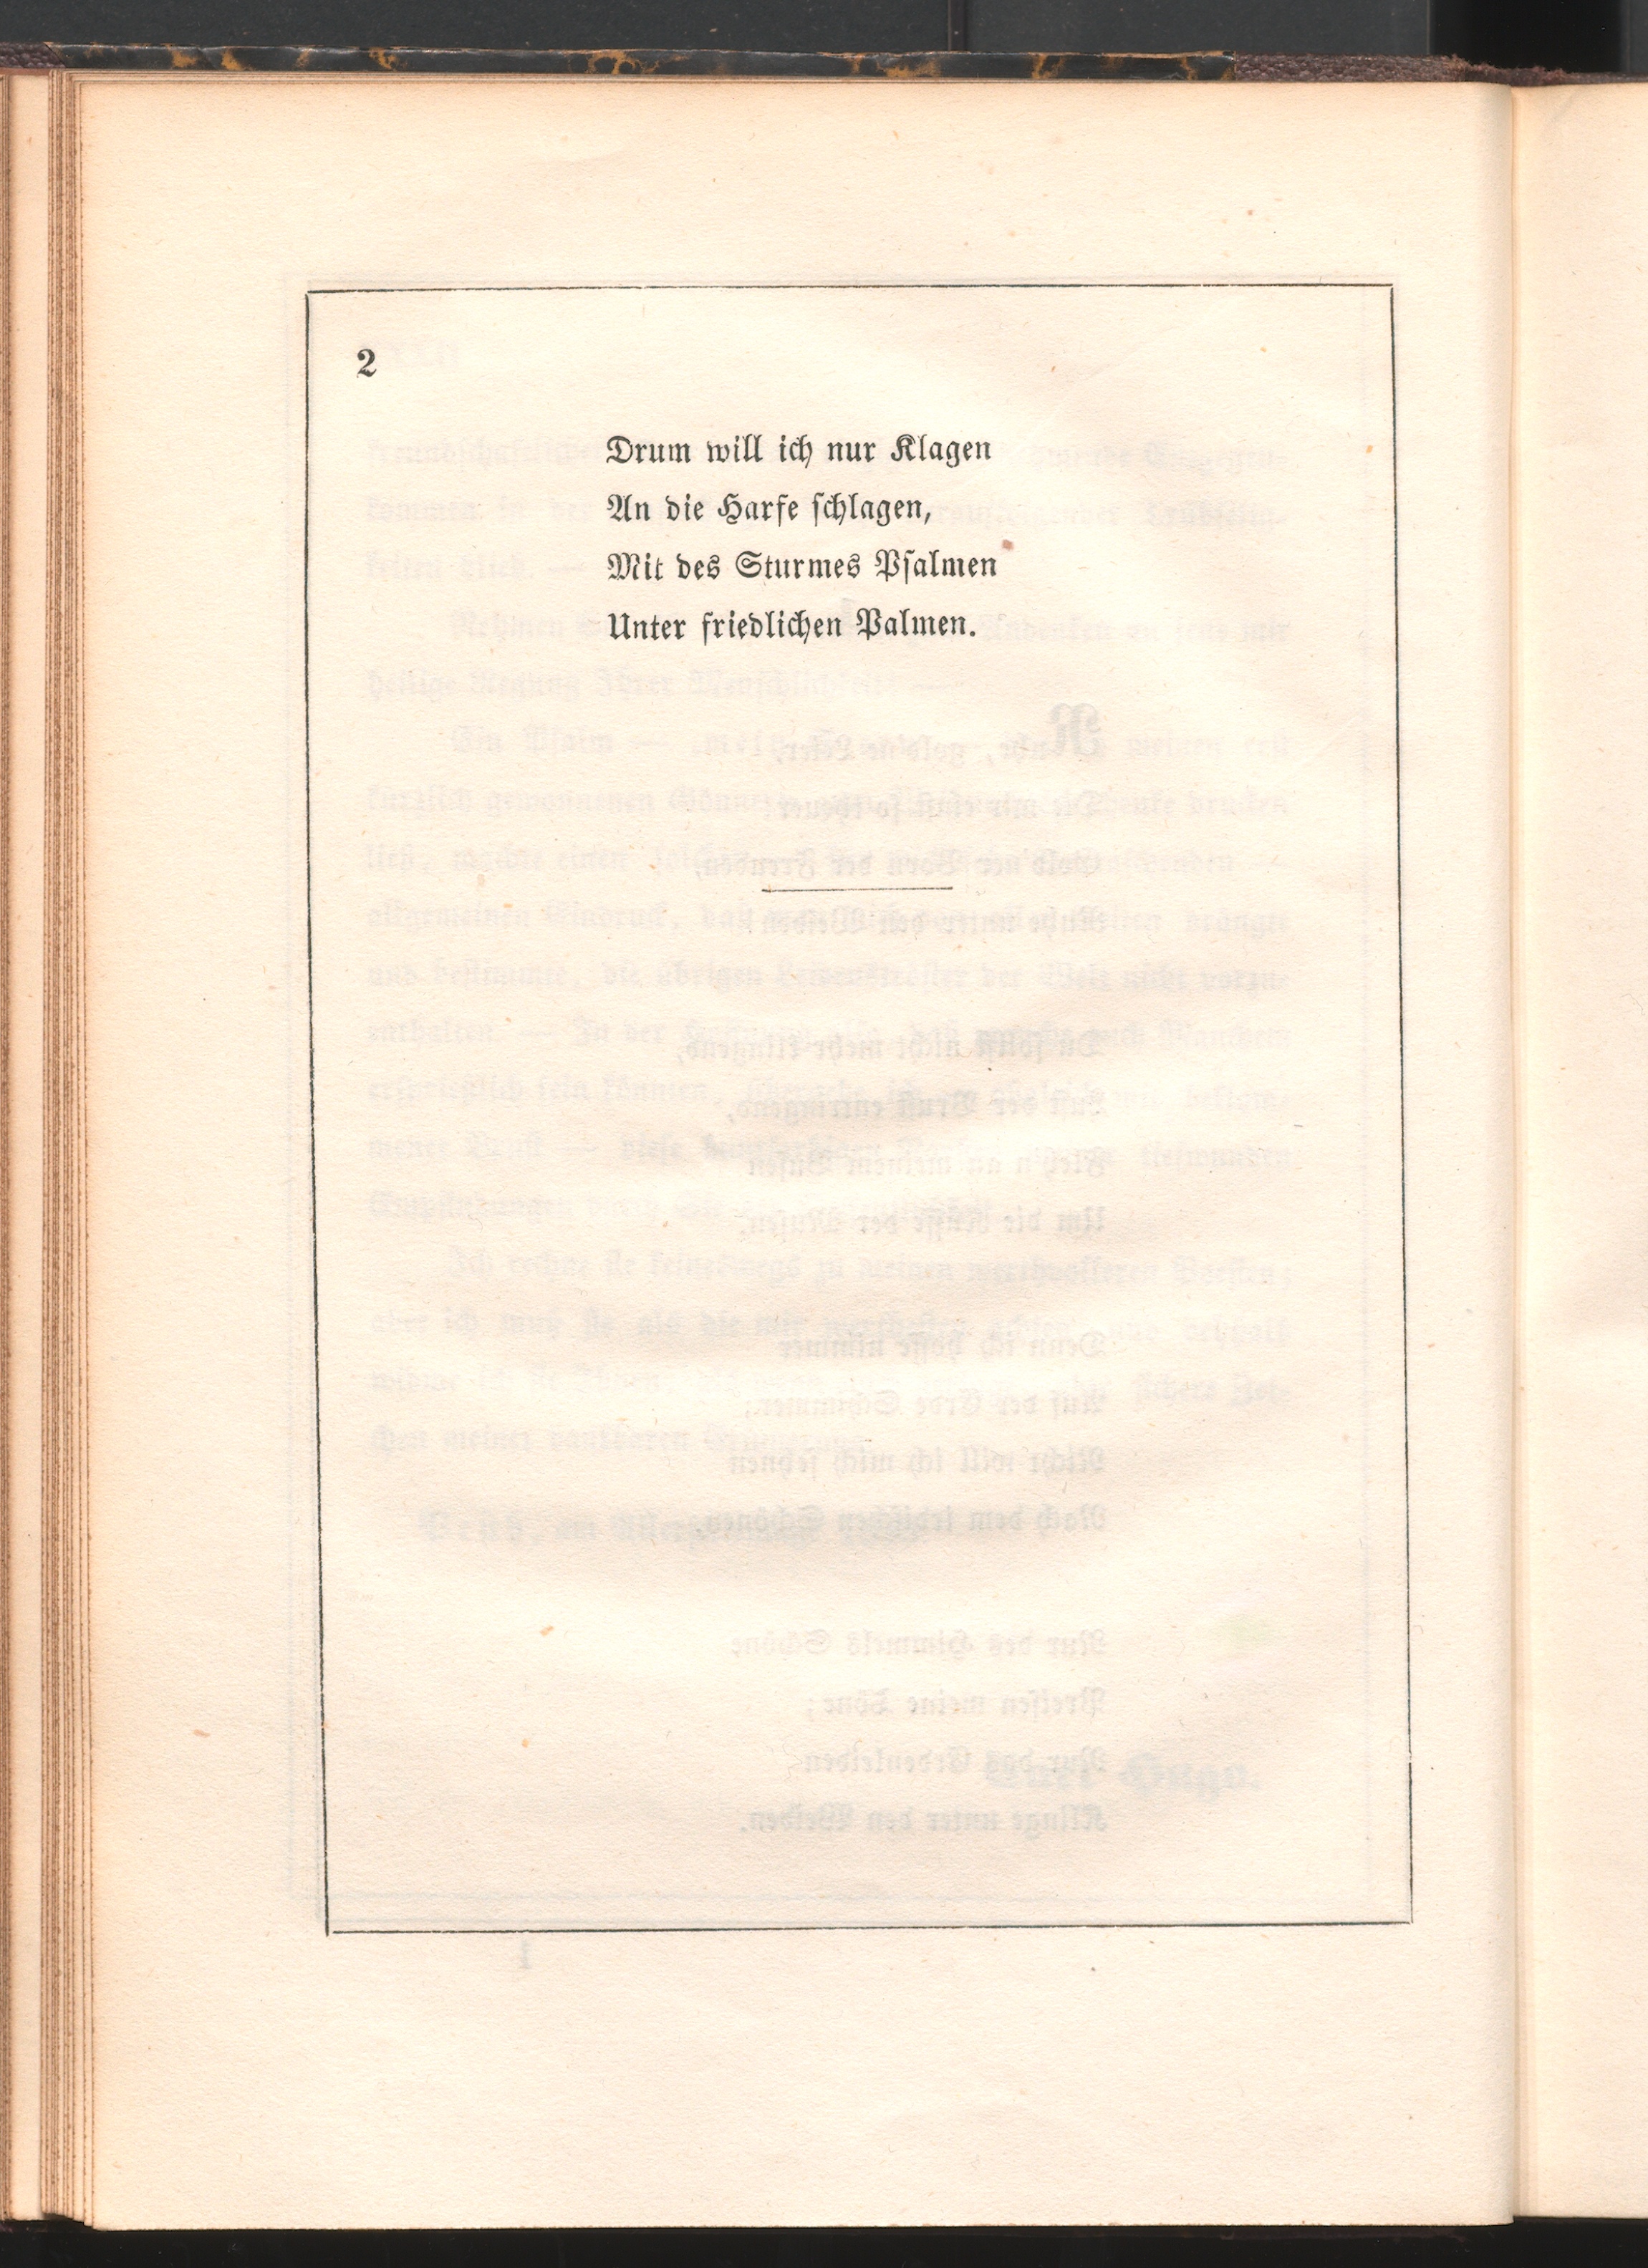 2
Drum will ich nur Klagen
An die Harfe ſchlagen,
Mit des Sturmes Pſalmen
Unter friedlichen Palmen.